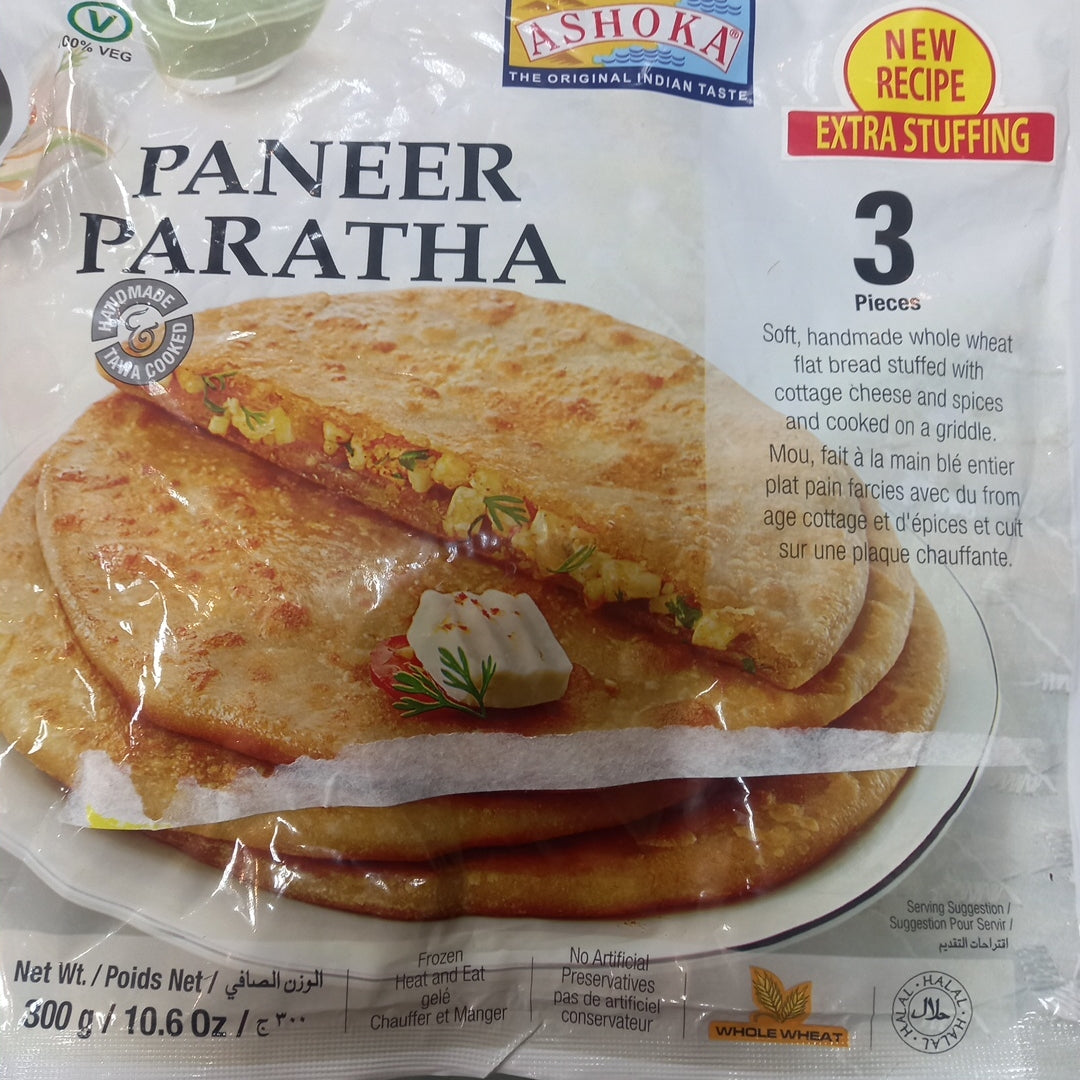 V
100% VEG
ASHOKA®
THE ORIGINAL INDIAN TASTE
NEW
RECIPE
EXTRA STUFFING
PANEER
PARATHA
HANDMADE
&
TAWA COOKED
3
Pieces
Soft, handmade whole wheat
flat bread stuffed with
cottage cheese and spices
and cooked on a griddle.
Mou, fait à la main blé entier
plat pain farcies avec du from
age cottage et d'épices et cuit
sur une plaque chauffante.
Serving Suggestion /
Suggestion Pour Servir /
اقتراحات التقديم
Net Wt. / Poids Net / الوزن الصافي
300 g / 10.6 Oz / ٣٠٠ ج
Frozen
Heat and Eat
gelé
Chauffer et Manger
No Artificial
Preservatives
pas de artificiel
conservateur
WHOLE WHEAT
HALAL · HALAL · HALAL · HALAL
حلال